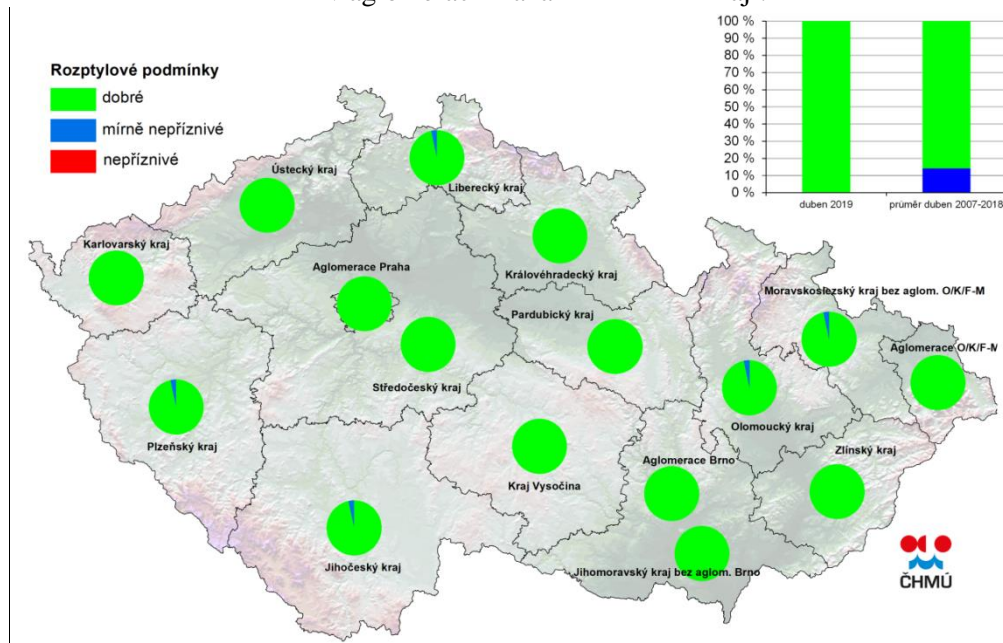 Rozptylové podmínky
dobré
mírně nepříznivé
nepříznivé
100 %
90 %
80 %
70 %
60 %
50 %
40 %
30 %
20 %
10 %
0 %
duben 2019
průměr duben 2007-2018
Ústecký kraj
Liberecký kraj
Karlovarský kraj
Královéhradecký kraj
Aglomerace Praha
Moravskoslezský kraj bez aglom. O/K/F-M
Pardubický kraj
Aglomerace O/K/F-M
Středočeský kraj
Olomoucký kraj
Plzeňský kraj
Zlínský kraj
Aglomerace Brno
Kraj Vysočina
Jihočeský kraj
Jihomoravský kraj bez aglom. Brno
ČHMÚ